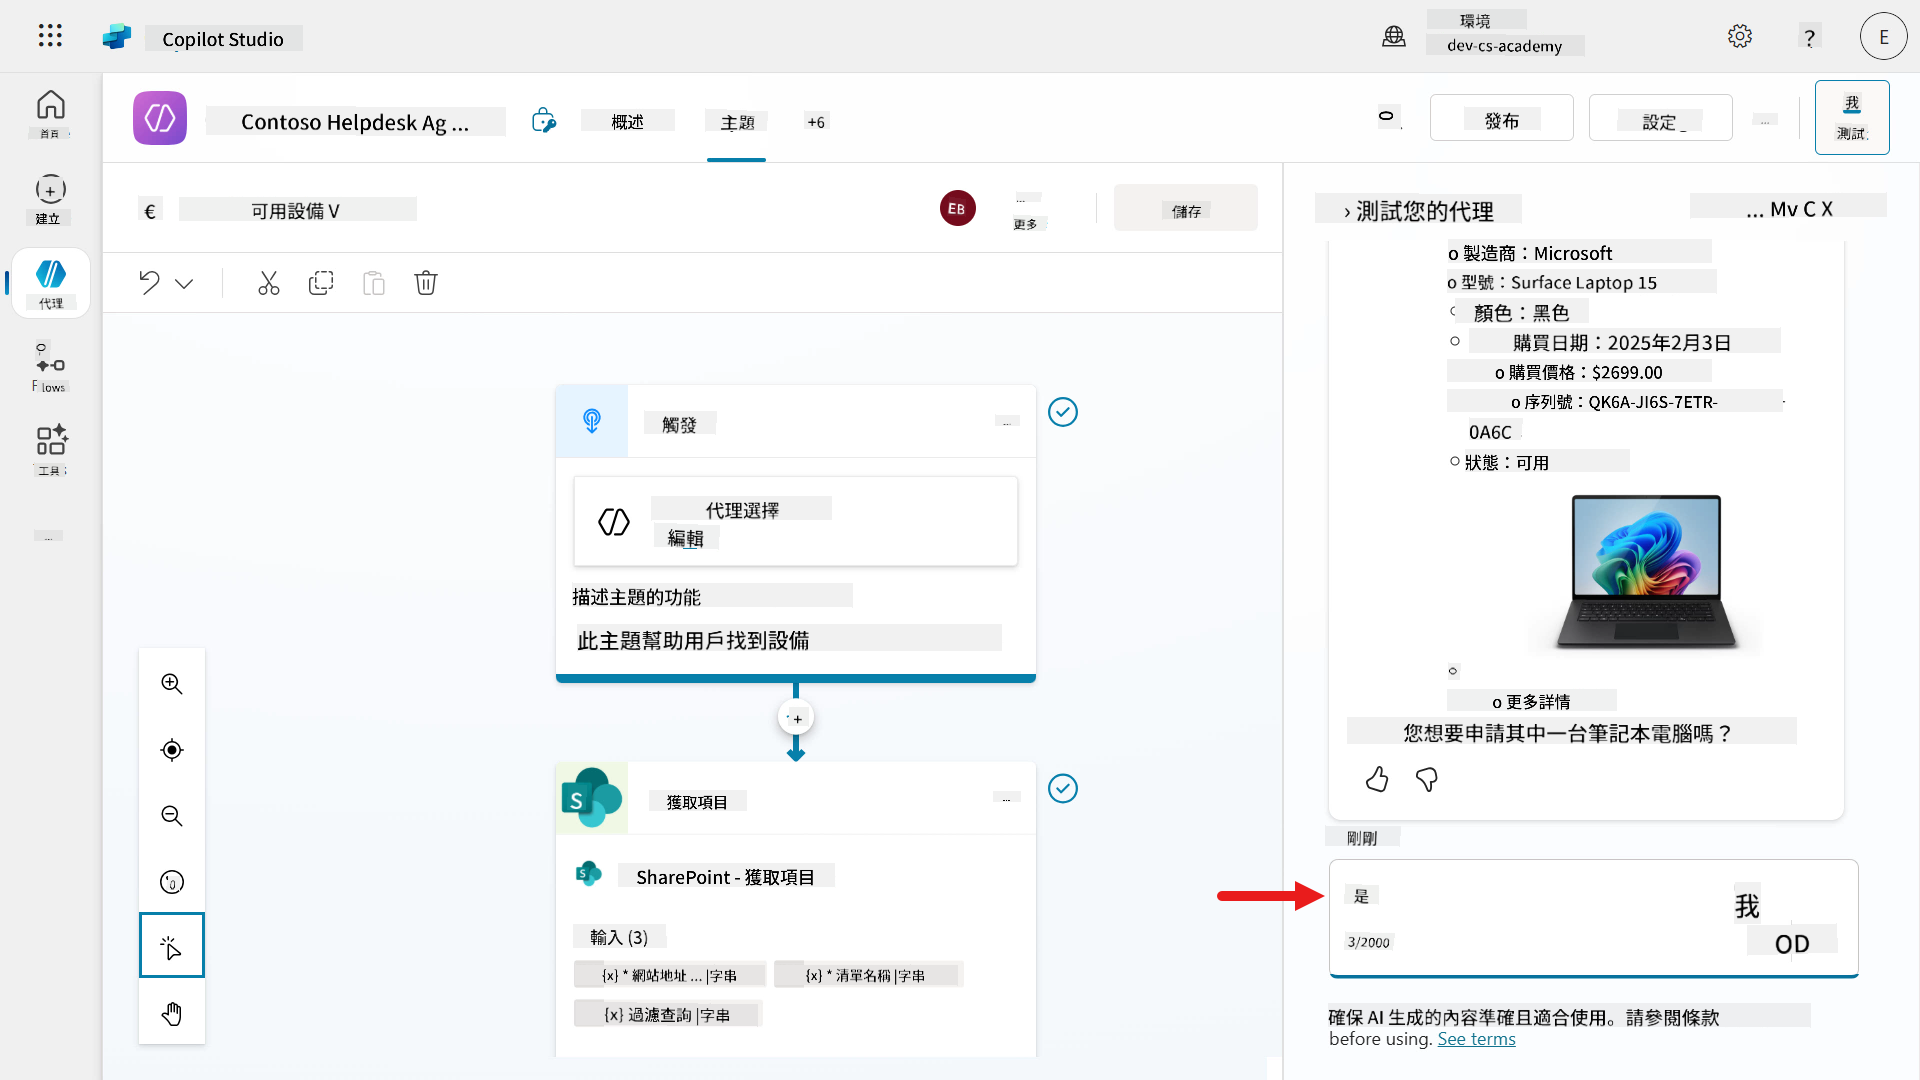 Copilot Studio
環境
dev-cs-academy
?
E
首頁
建立
代理
Flows
工具
Contoso Helpdesk Ag ...
概述
主題
+6
發布
設定
...
我
測試
€
可用設備 V
EB
...
更多
儲存
觸發
...
代理選擇
編輯
描述主題的功能
此主題幫助用戶找到設備
+
獲取項目
...
SharePoint - 獲取項目
輸入 (3)
{x} * 網站地址 ... |字串
{x} * 清單名稱 |字串
{x} 過濾查詢 |字串
› 測試您的代理
... Mv C X
o 製造商：Microsoft
o 型號：Surface Laptop 15
顏色：黑色
購買日期：2025年2月3日
o 購買價格：$2699.00
o 序列號：QK6A-JI6S-7ETR-
0A6C
狀態：可用
o 更多詳情
您想要申請其中一台筆記本電腦嗎？
剛剛
是
我
3/2000
OD
確保 AI 生成的內容準確且適合使用。請參閱條款
before using. See terms